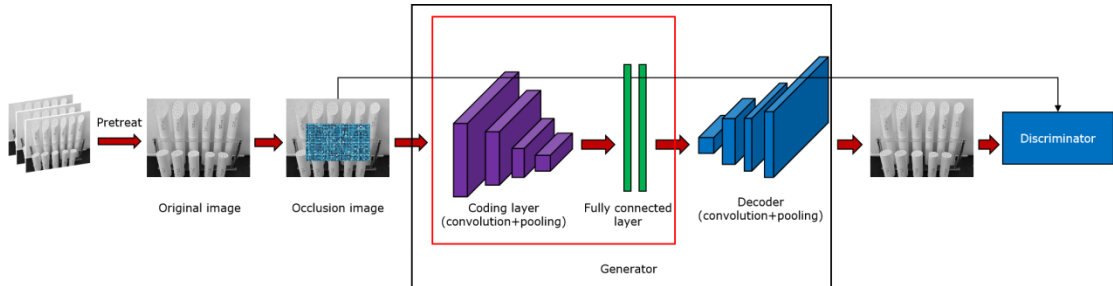 Pretreat
Original image
Occlusion image
Coding layer
(convolution+pooling)
Fully connected
layer
Decoder
(convolution+pooling)
Generator
Discriminator